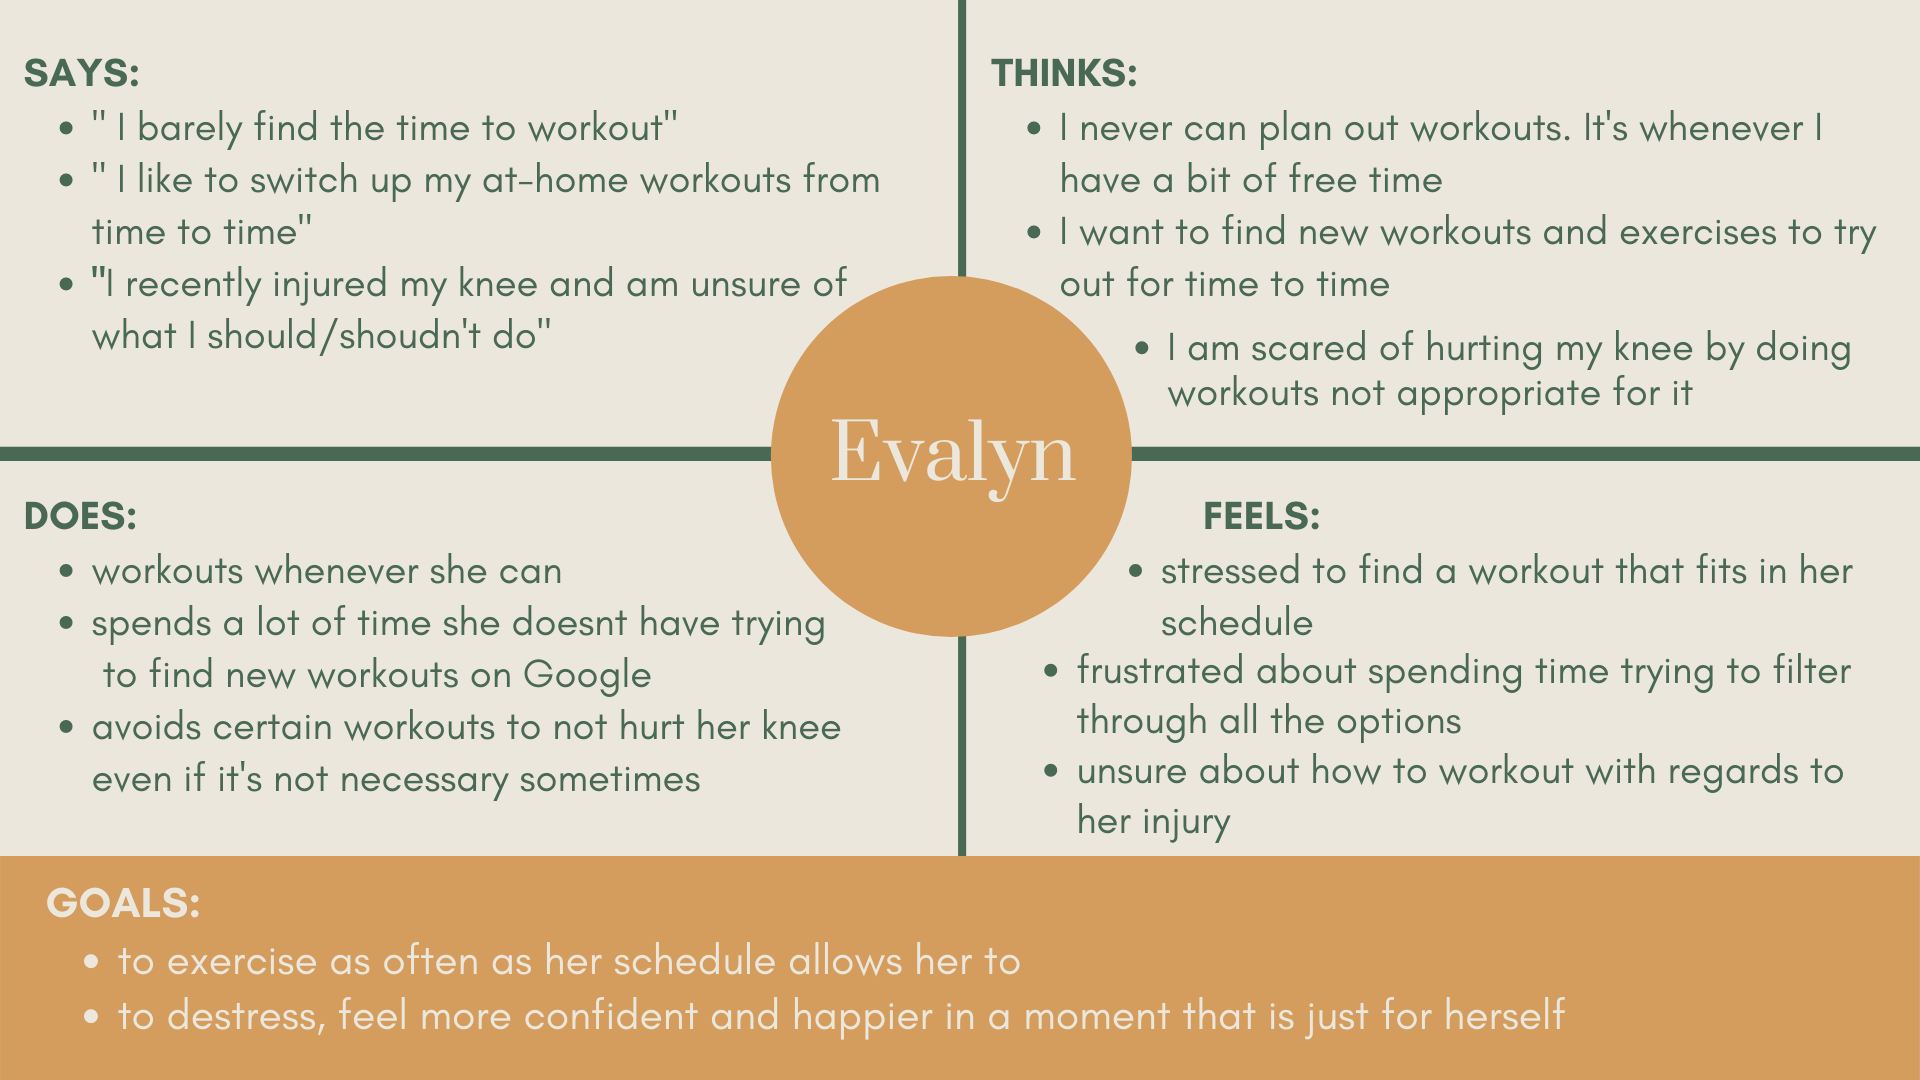 SAYS:
" I barely find the time to workout"
" I like to switch up my at-home workouts from
time to time"
"I recently injured my knee and am unsure of
what I should/shoudn't do"
THINKS:
I never can plan out workouts. It's whenever I
have a bit of free time
I want to find new workouts and exercises to try
out for time to time
I am scared of hurting my knee by doing
workouts not appropriate for it
Evalyn
DOES:
workouts whenever she can
spends a lot of time she doesnt have trying
to find new workouts on Google
avoids certain workouts to not hurt her knee
even if it's not necessary sometimes
FEELS:
stressed to find a workout that fits in her
schedule
frustrated about spending time trying to filter
through all the options
unsure about how to workout with regards to
her injury
GOALS:
to exercise as often as her schedule allows her to
to destress, feel more confident and happier in a moment that is just for herself